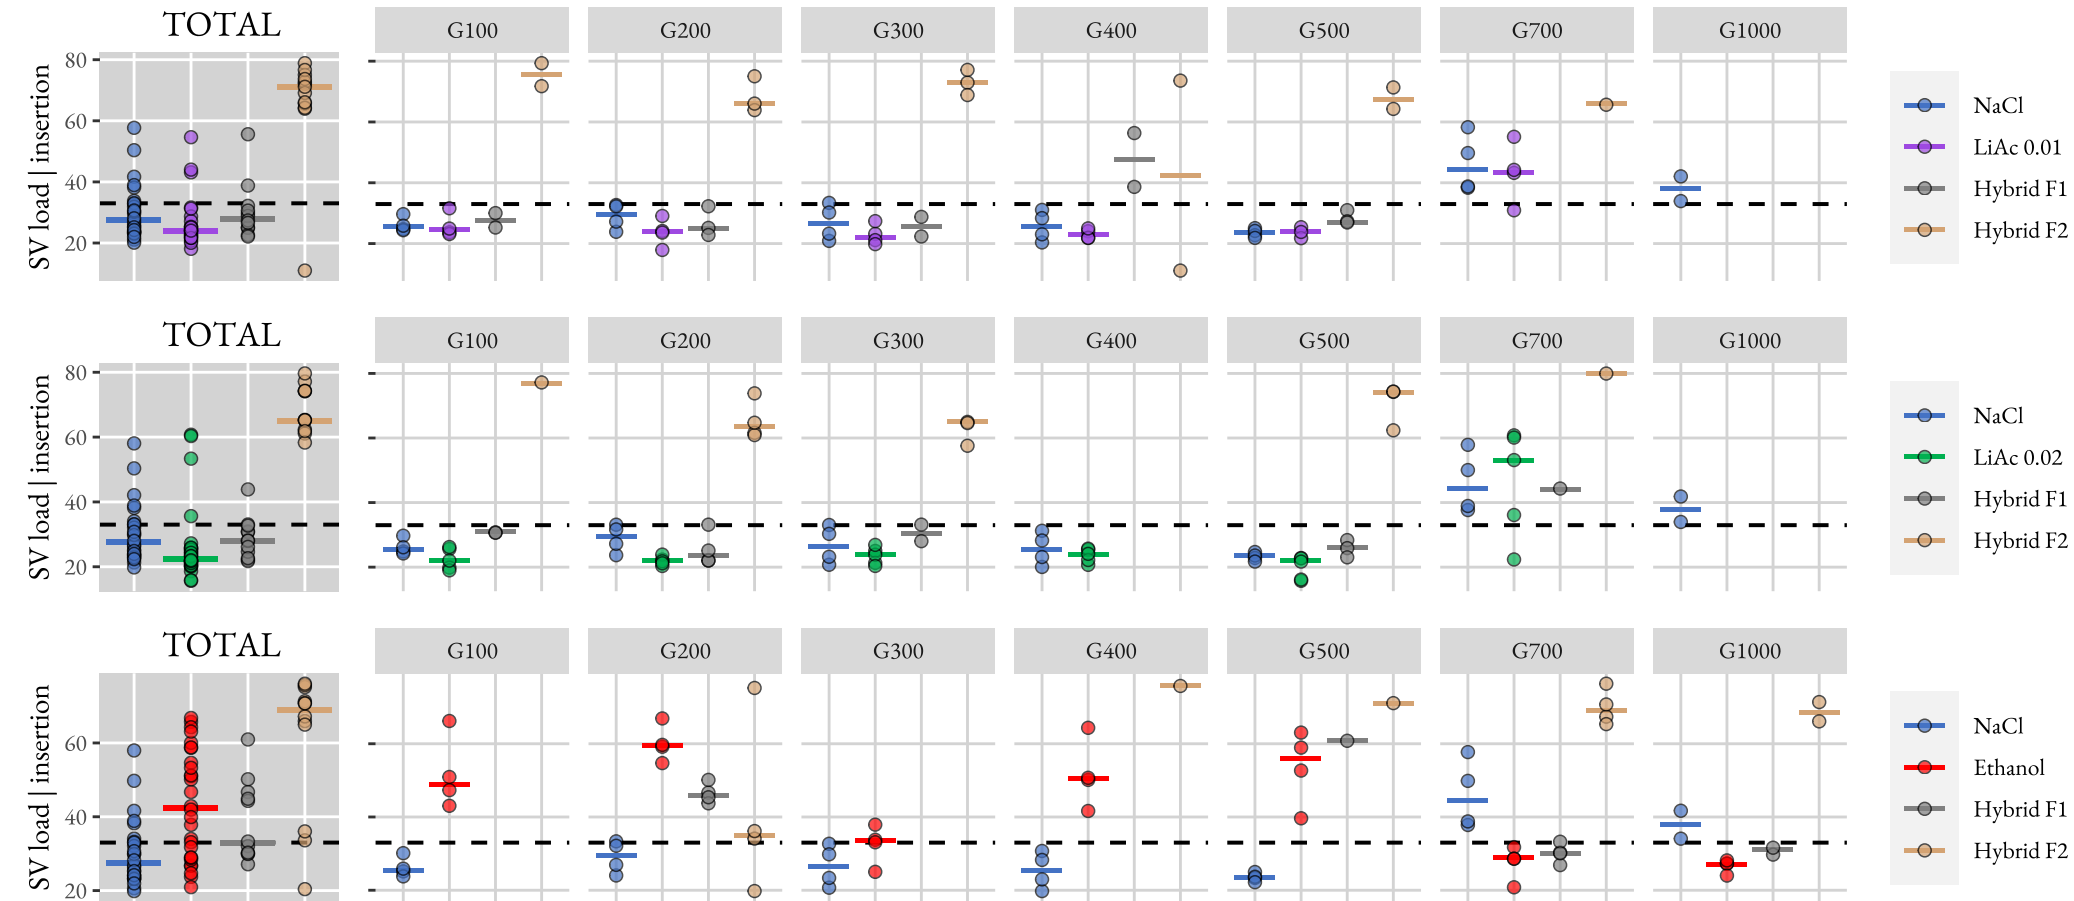 TOTAL
G100 G200 G300 G400 G500 G700 G1000
SV load | insertion
80
60
40
20
NaCl
LiAc 0.01
Hybrid F1
Hybrid F2
TOTAL
G100 G200 G300 G400 G500 G700 G1000
SV load | insertion
80
60
40
20
NaCl
LiAc 0.02
Hybrid F1
Hybrid F2
TOTAL
G100 G200 G300 G400 G500 G700 G1000
SV load | insertion
60
40
20
NaCl
Ethanol
Hybrid F1
Hybrid F2